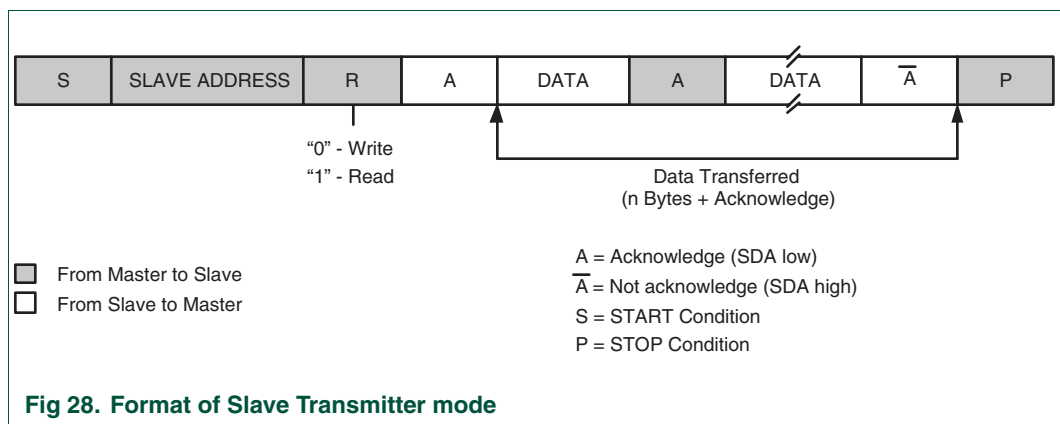 S SLAVE ADDRESS R A DATA A DATA A̅ P
“0” - Write
“1” - Read
Data Transferred
(n Bytes + Acknowledge)
From Master to Slave
From Slave to Master
A = Acknowledge (SDA low)
A̅ = Not acknowledge (SDA high)
S = START Condition
P = STOP Condition
Fig 28. Format of Slave Transmitter mode